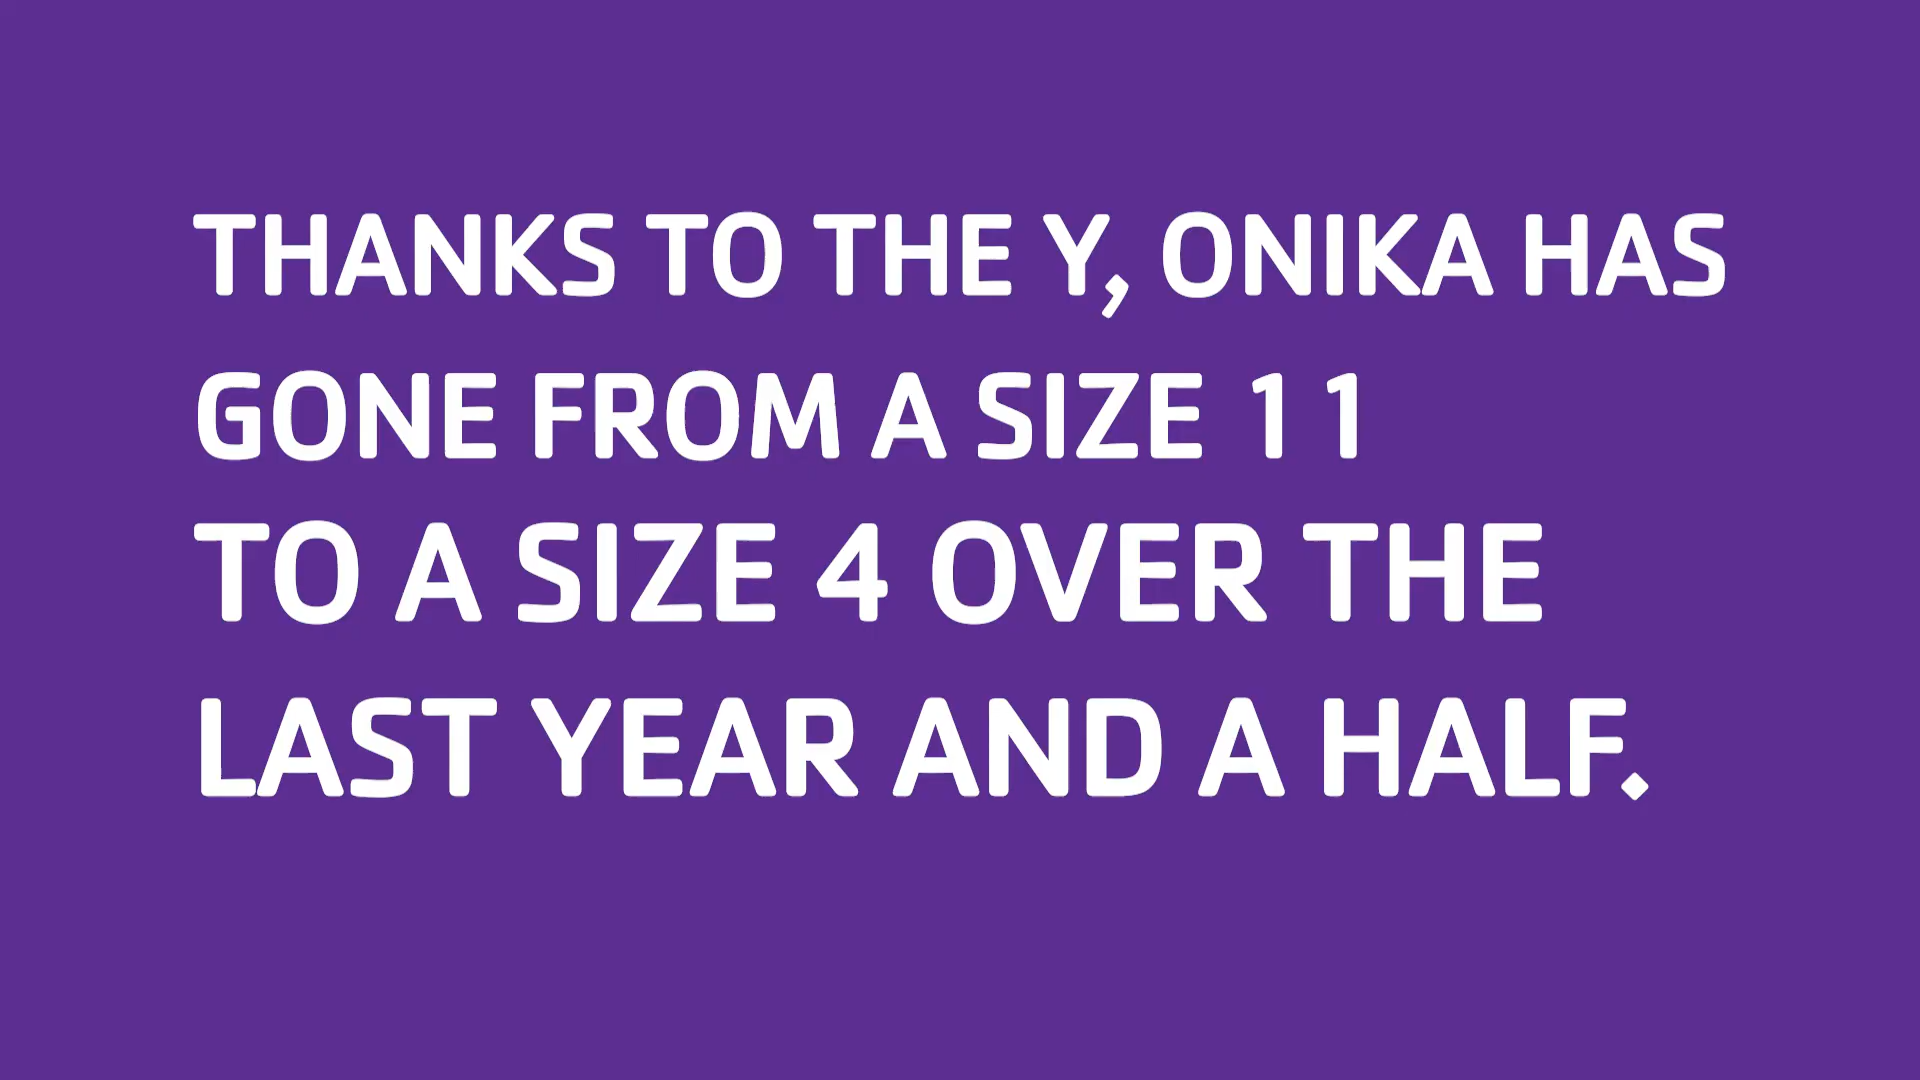 THANKS TO THE Y, ONIKA HAS
GONE FROM A SIZE 11
TO A SIZE 4 OVER THE
LAST YEAR AND A HALF.